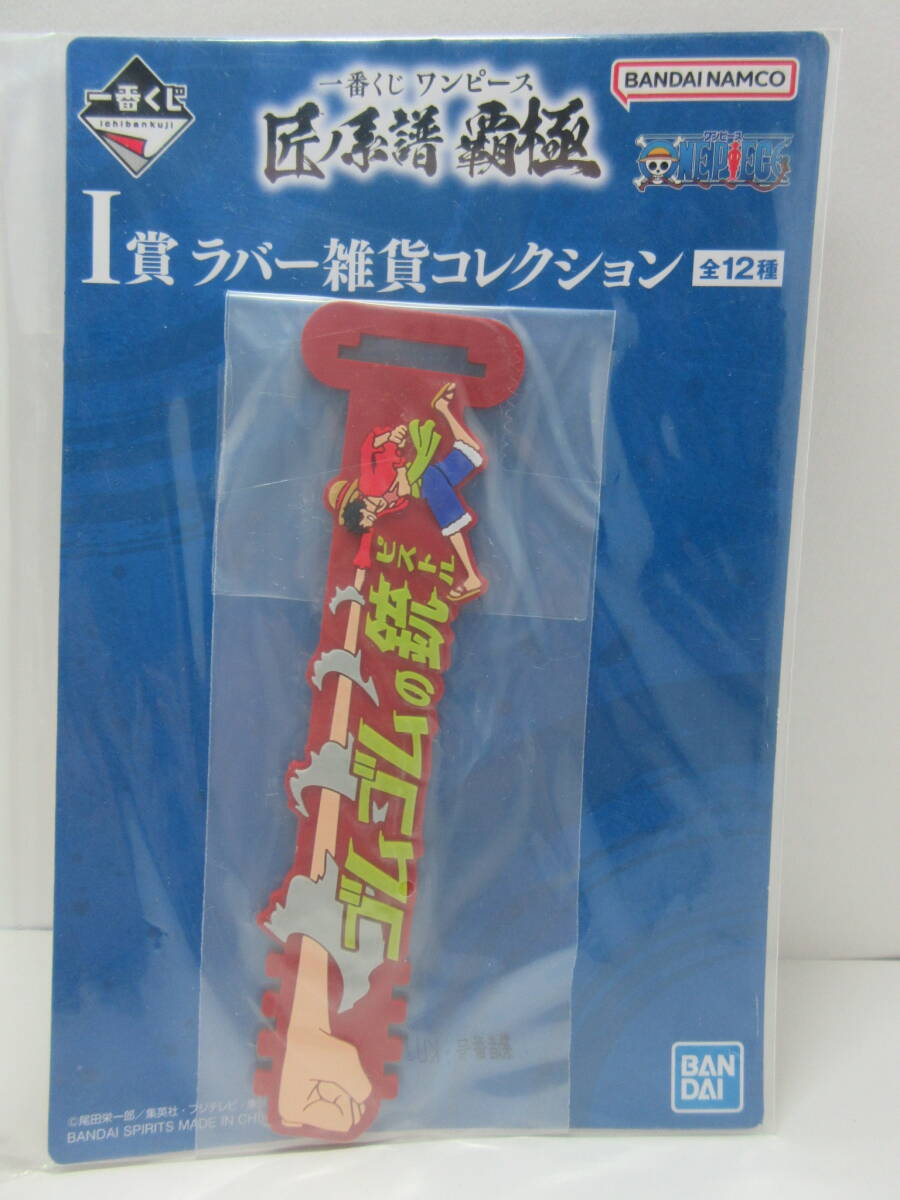 一番くじ
ichibankuji
一番くじ ワンピース
匠ノ系譜 覇極
BANDAI NAMCO
ワンピース
ONE PIECE
I賞 ラバー雑貨コレクション 全12種
ピストル
ゴムゴムの銃
©尾田栄一郎／集英社・フジテレビ・
BANDAI SPIRITS MADE IN
BAN
DAI